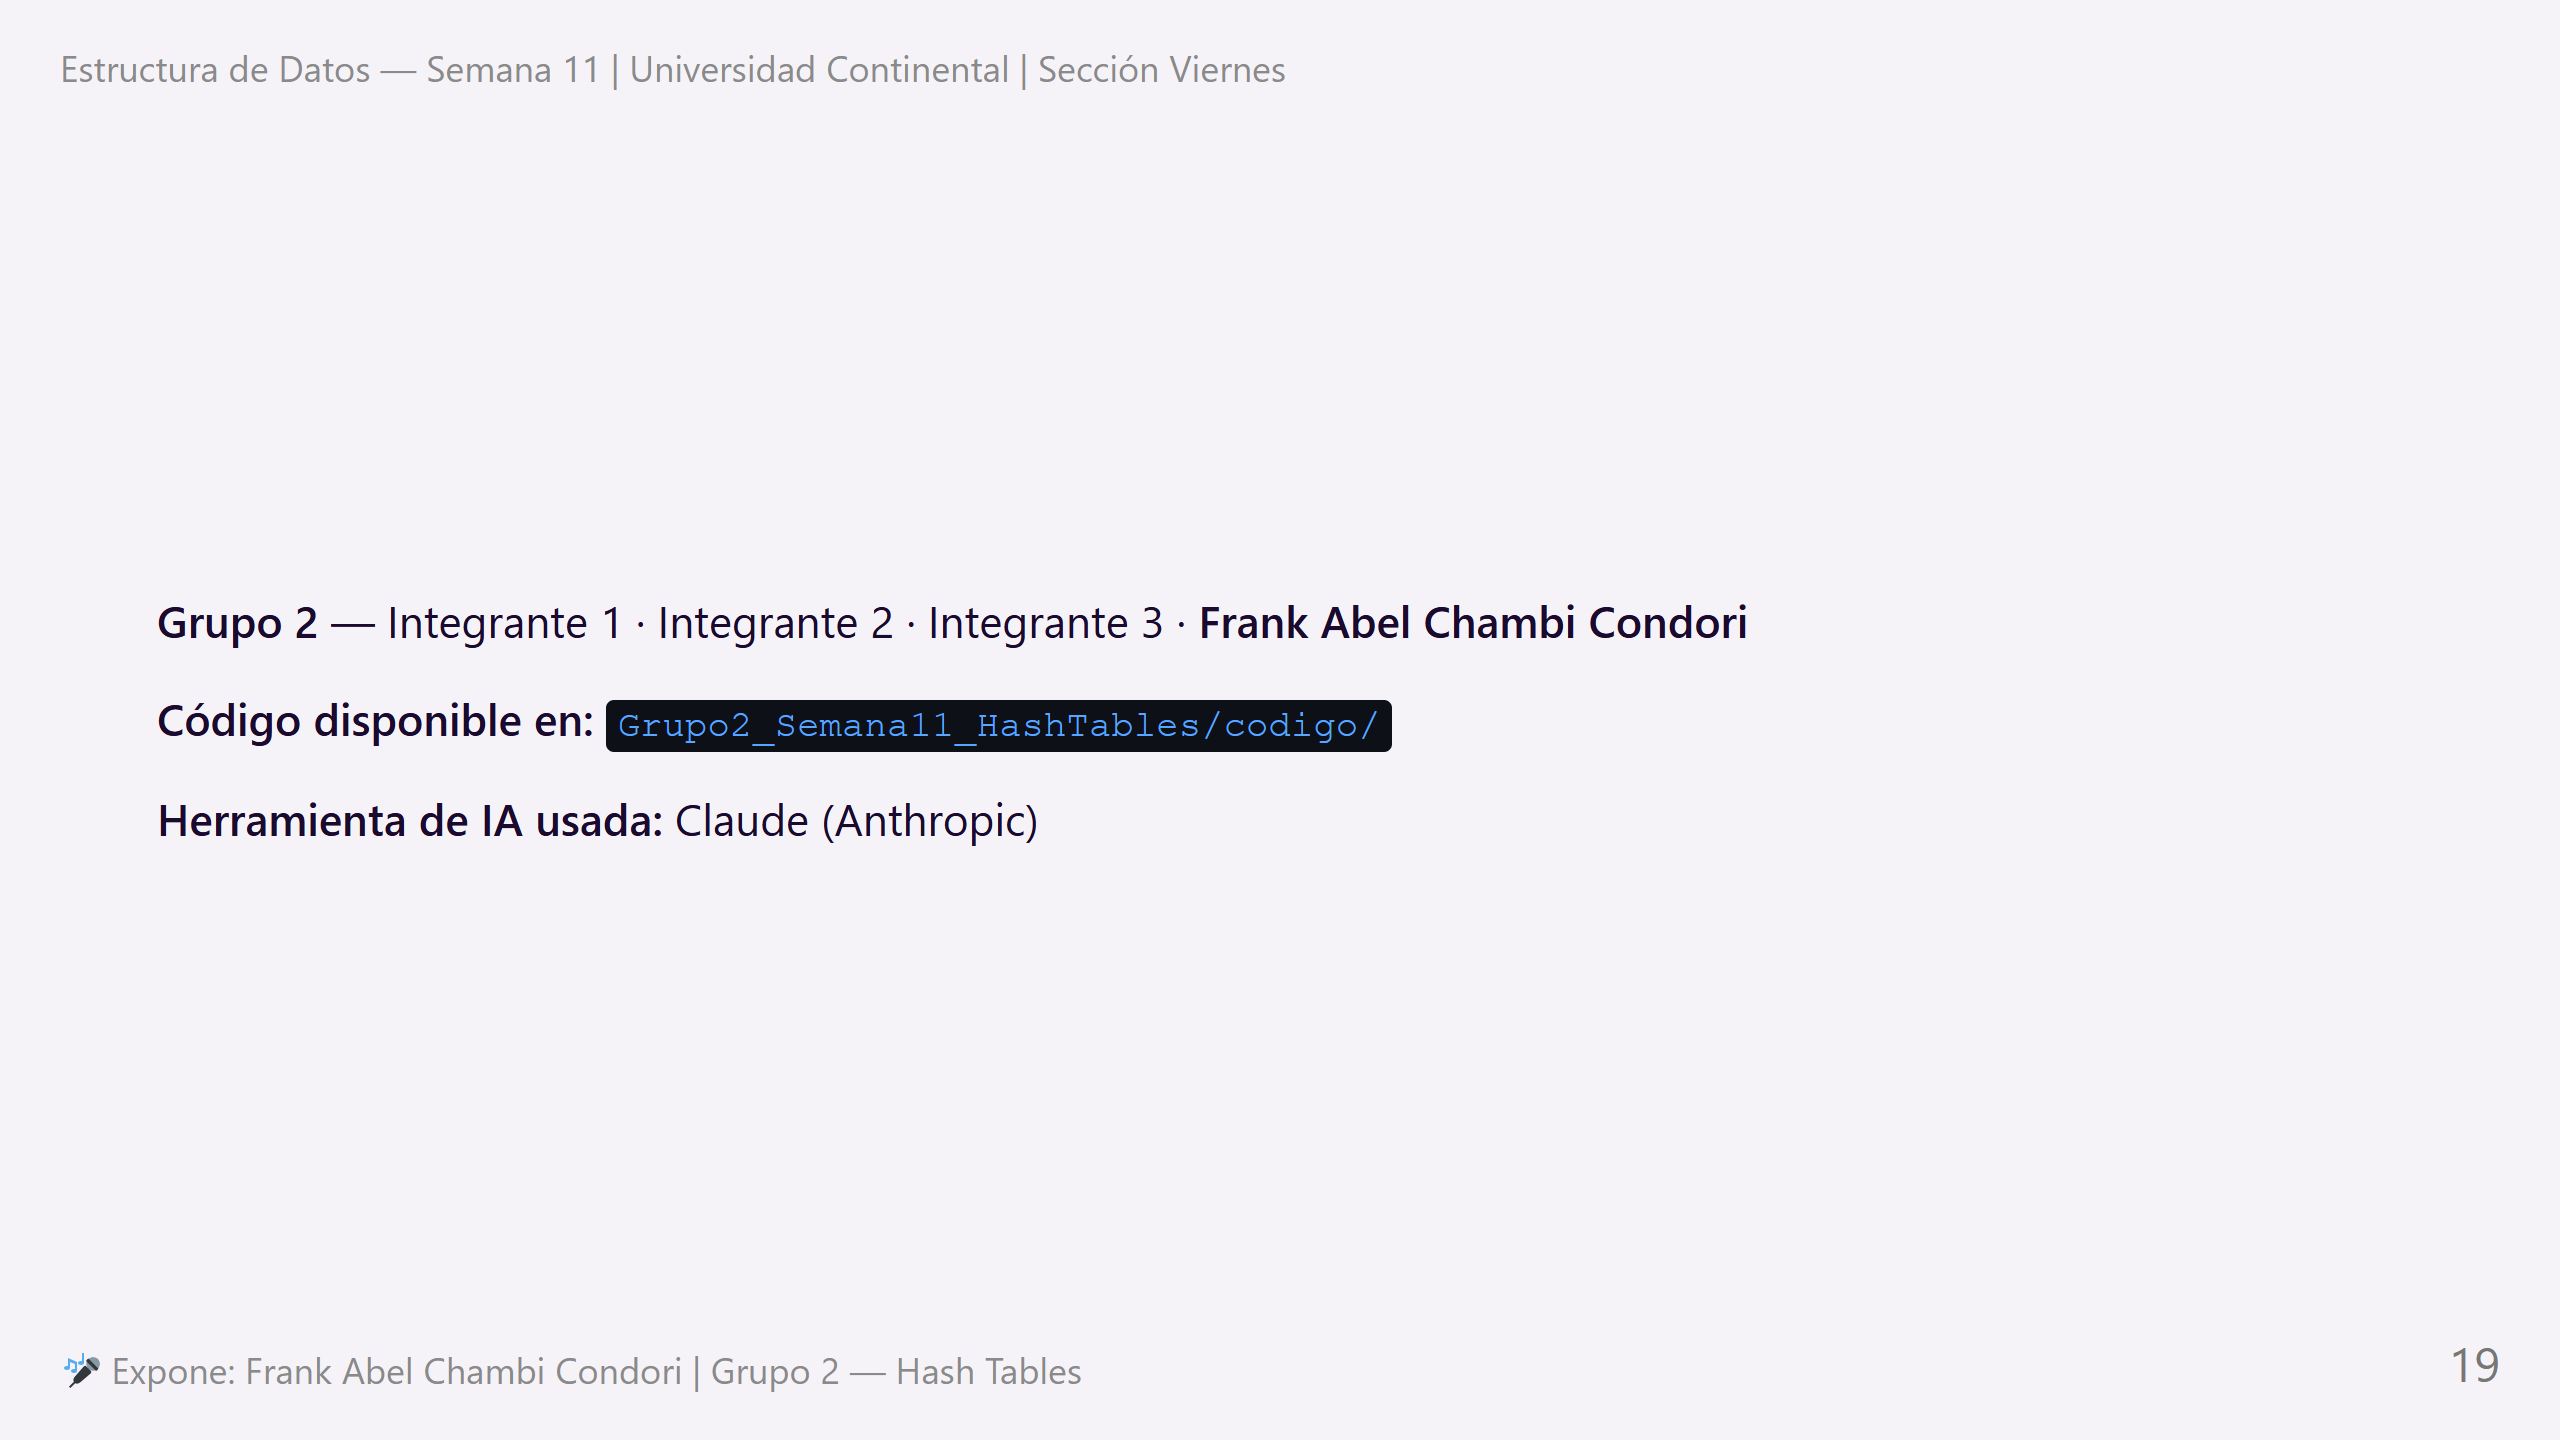 Estructura de Datos — Semana 11 | Universidad Continental | Sección Viernes
Grupo 2 — Integrante 1 · Integrante 2 · Integrante 3 · Frank Abel Chambi Condori
Código disponible en: Grupo2_Semana11_HashTables/codigo/
Herramienta de IA usada: Claude (Anthropic)
🎤 Expone: Frank Abel Chambi Condori | Grupo 2 — Hash Tables
19